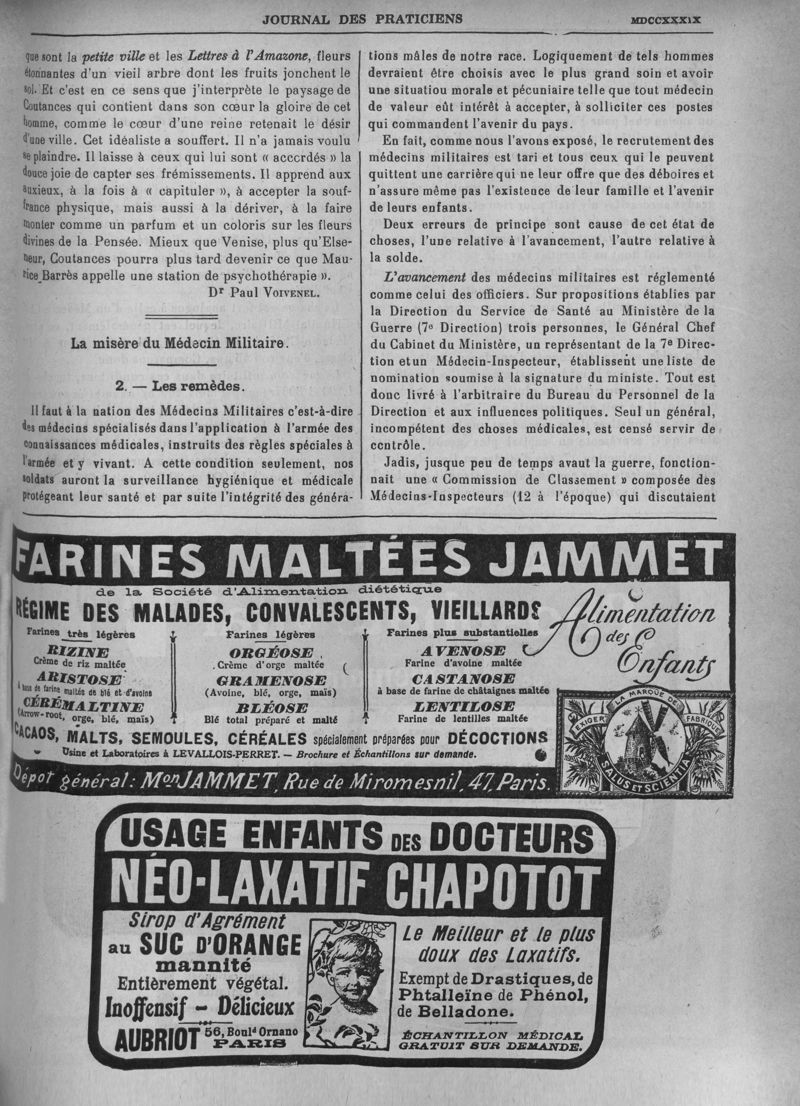 JOURNAL DES PRATICIENS
MDCCXXXIX
que sont la petite ville et les Lettres à l'Amazone, fleurs
étonnantes d'un vieil arbre dont les fruits jonchent le
sol. Et c'est en ce sens que j'interprète le paysage de
Coutances qui contient dans son cœur la gloire de cet
homme, comme le cœur d'une reine retenait le désir
d'une ville. Cet idéaliste a souffert. Il n'a jamais voulu
se plaindre. Il laisse à ceux qui lui sont « acccrdés » la
douce joie de capter ses frémissements. Il apprend aux
auxieux, à la fois à « capituler », à accepter la souf-
france physique, mais aussi à la dériver, à la faire
monter comme un parfum et un coloris sur les fleurs
divines de la Pensée. Mieux que Venise, plus qu'Else-
neur, Coutances pourra plus tard devenir ce que Mau-
rice Barrès appelle une station de psychothérapie ».
Dr Paul VOIVENEL.
La misère du Médecin Militaire.
2. — Les remèdes.
Il faut à la nation des Médecins Militaires c'est-à-dire
des médecins spécialisés dans l'application à l'armée des
connaissances médicales, instruits des règles spéciales à
l'armée et y vivant. A cette condition seulement, nos
soldats auront la surveillance hygiénique et médicale
protégeant leur santé et par suite l'intégrité des généra-
tions mâles de notre race. Logiquement de tels hommes
devraient être choisis avec le plus grand soin et avoir
une situatiou morale et pécuniaire telle que tout médecin
de valeur eût intérêt à accepter, à solliciter ces postes
qui commandent l'avenir du pays.
En fait, comme nous l'avons exposé, le recrutement des
médecins militaires est tari et tous ceux qui le peuvent
quittent une carrière qui ne leur offre que des déboires et
n'assure même pas l'existence de leur famille et l'avenir
de leurs enfants.
Deux erreurs de principe sont cause de cet état de
choses, l'une relative à l'avancement, l'autre relative à
la solde.
L'avancement des médecins militaires est réglementé
comme celui des officiers. Sur propositions établies par
la Direction du Service de Santé au Ministère de la
Guerre (7e Direction) trois personnes, le Général Chef
du Cabinet du Ministère, un représentant de la 7e Direc-
tion et un Médecin-Inspecteur, établissent une liste de
nomination soumise à la signature du ministe. Tout est
donc livré à l'arbitraire du Bureau du Personnel de la
Direction et aux influences politiques. Seul un général,
incompétent des choses médicales, est censé servir de
ccntrôle.
Jadis, jusque peu de temps avaut la guerre, fonction-
nait une « Commission de Classement » composée des
Médecins-Inspecteurs (12 à l'époque) qui discutaient
FARINES MALTÉES JAMMET
de la Société d'Alimentation diététique
RÉGIME DES MALADES, CONVALESCENTS, VIEILLARDS
Alimentation
des
Enfants
Farines très légères
RIZINE
Crème de riz maltée
ARISTOSE
à base de farine maltée de blé et d'avoine
CÉRÉMALTINE
(Arrow-root, orge, blé, maïs)
Farines légères
ORGÉOSE
Crème d'orge maltée
GRAMENOSE
(Avoine, blé, orge, maïs)
BLÉOSE
Blé total préparé et malté
Farines plus substantielles
AVENOSE
Farine d'avoine maltée
CASTANOSE
à base de farine de châtaignes maltée
LENTILOSE
Farine de lentilles maltée
CACAOS, MALTS, SEMOULES, CÉRÉALES spécialement préparées pour DÉCOCTIONS
Usine et Laboratoires à LEVALLOIS-PERRET. — Brochure et Échantillons sur demande.
Dépot général: Mon JAMMET, Rue de Miromesnil, 47, Paris.
LA MARQUE DE
EXIGER
FABRIQUE
SALUS ET SCIENTIA
USAGE ENFANTS DES DOCTEURS
NÉO-LAXATIF CHAPOTOT
Sirop d'Agrément
au SUC D'ORANGE
mannité
Entièrement végétal.
Inoffensif - Délicieux
AUBRIOT 56, Bould Ornano
PARIS
Le Meilleur et le plus
doux des Laxatifs.
Exempt de Drastiques, de
Phtalleïne de Phénol,
de Belladone.
ÉCHANTILLON MÉDICAL
GRATUIT SUR DEMANDE.